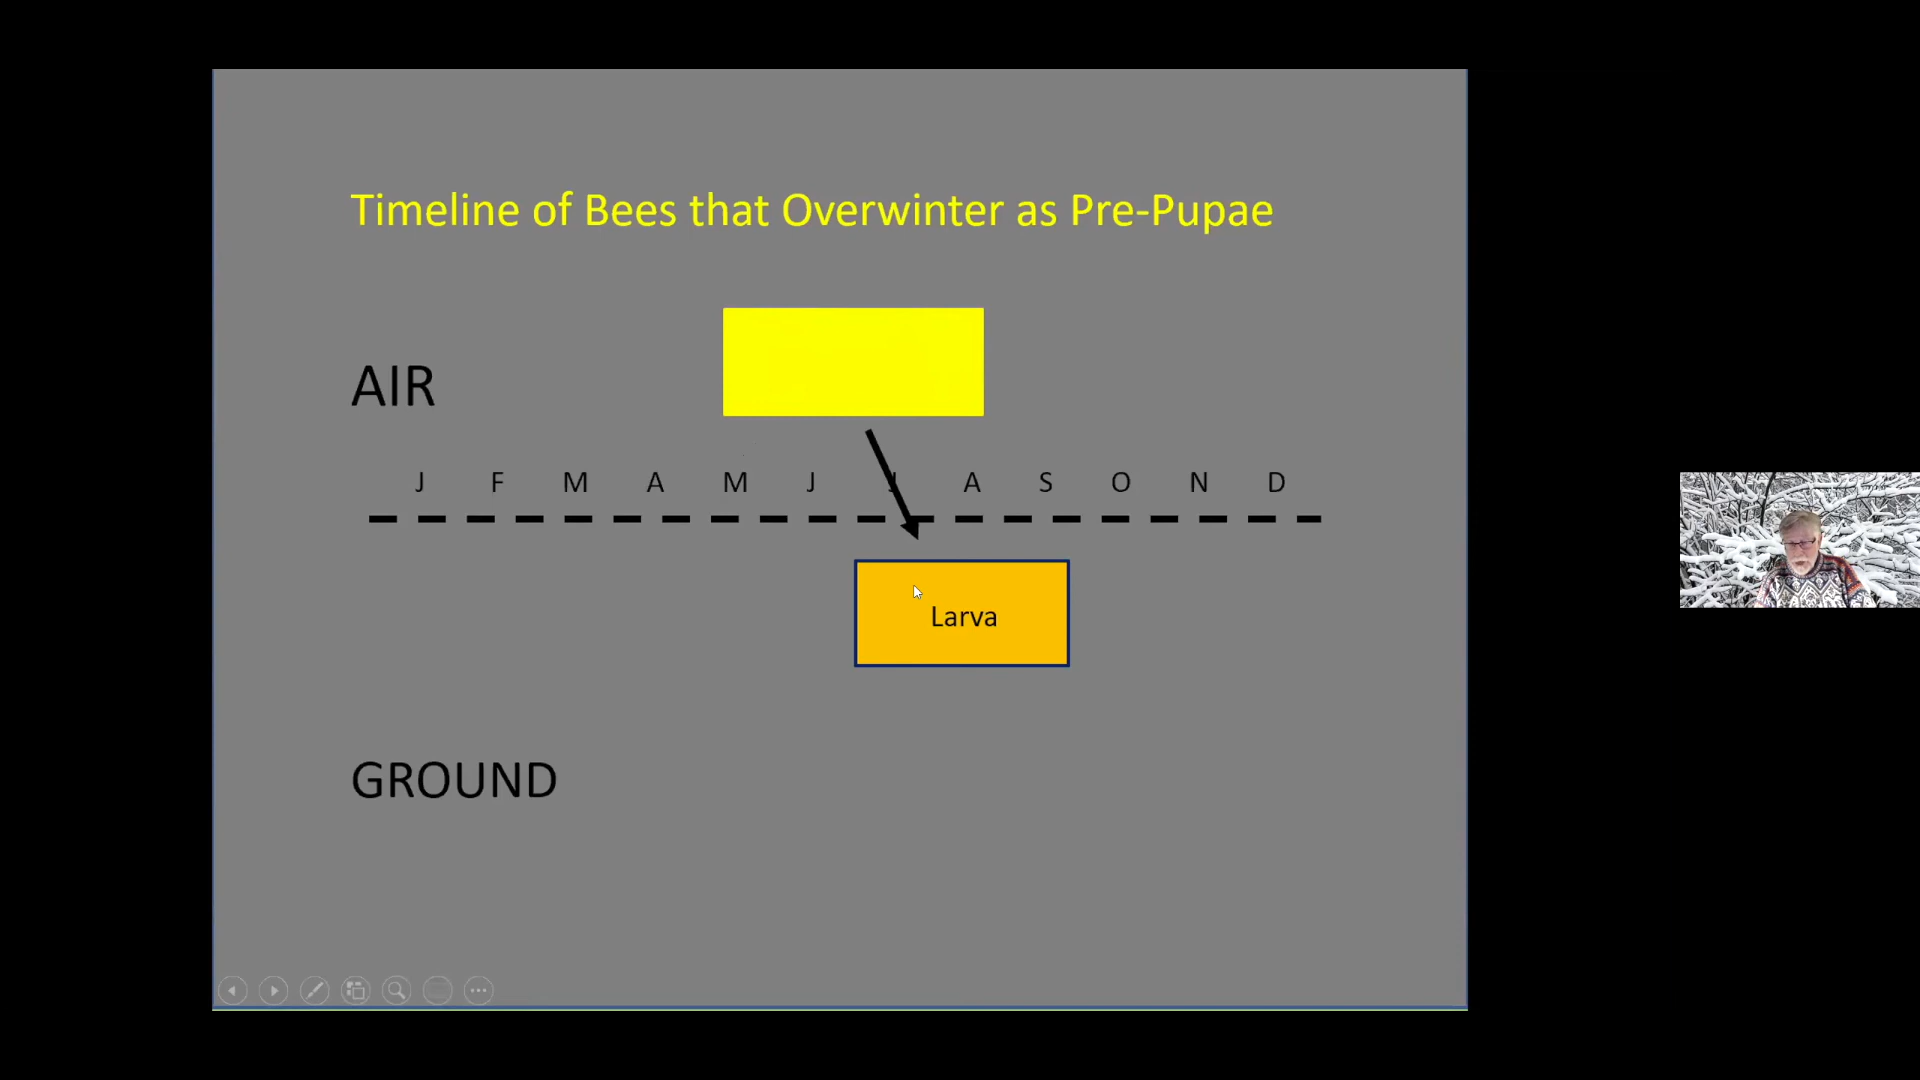 Timeline of Bees that Overwinter as Pre-Pupae
AIR
J F M A M J J A S O N D
Larva
GROUND